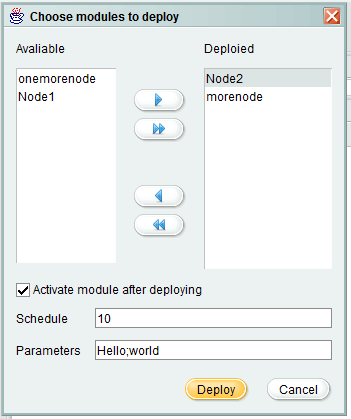 Choose modules to deploy
Avaliable
Deploied
onemorenode
Node1
Node2
morenode
Activate module after deploying
Schedule
10
Parameters
Hello;world
Deploy
Cancel